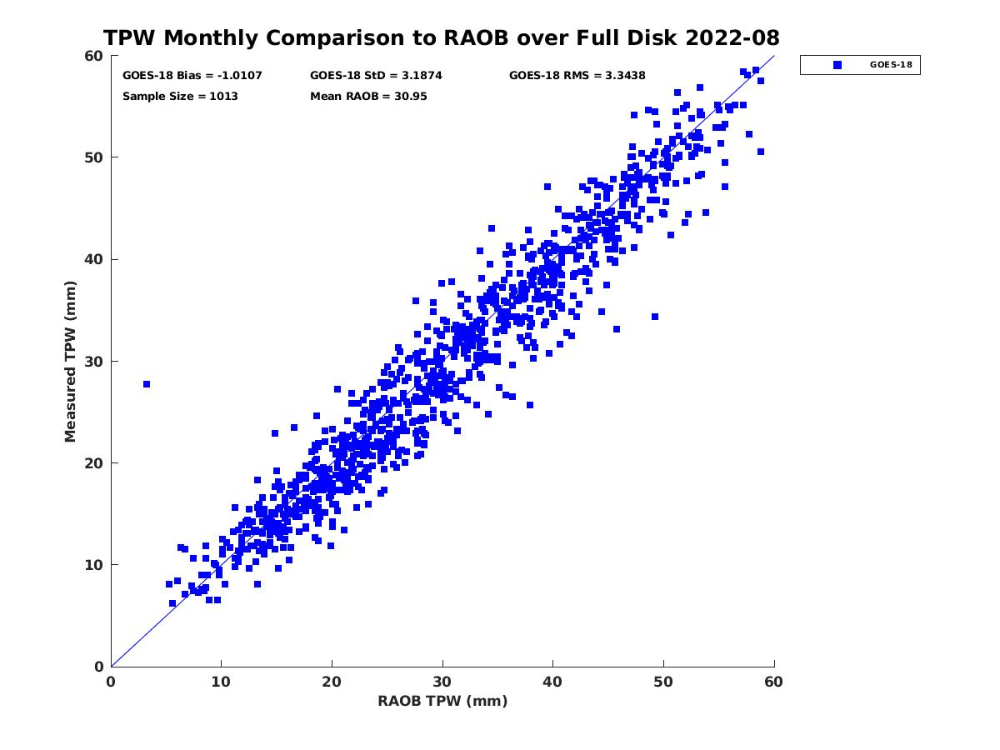 TPW Monthly Comparison to RAOB over Full Disk 2022-08
GOES-18 Bias = -1.0107 GOES-18 StD = 3.1874 GOES-18 RMS = 3.3438
Sample Size = 1013 Mean RAOB = 30.95
GOES-18
Measured TPW (mm)
60
50
40
30
20
10
0
0 10 20 30 40 50 60
RAOB TPW (mm)